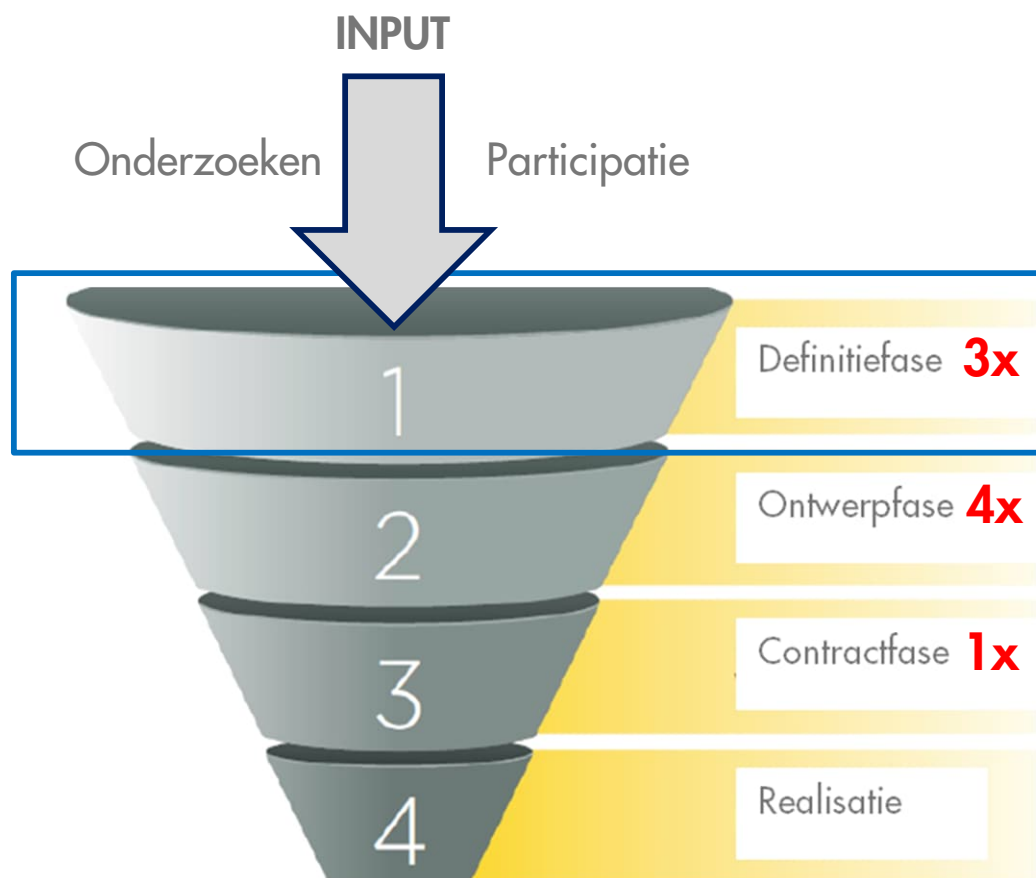 INPUT
Onderzoeken Participatie
1 Definitiefase 3x
2 Ontwerpfase 4x
3 Contractfase 1x
4 Realisatie